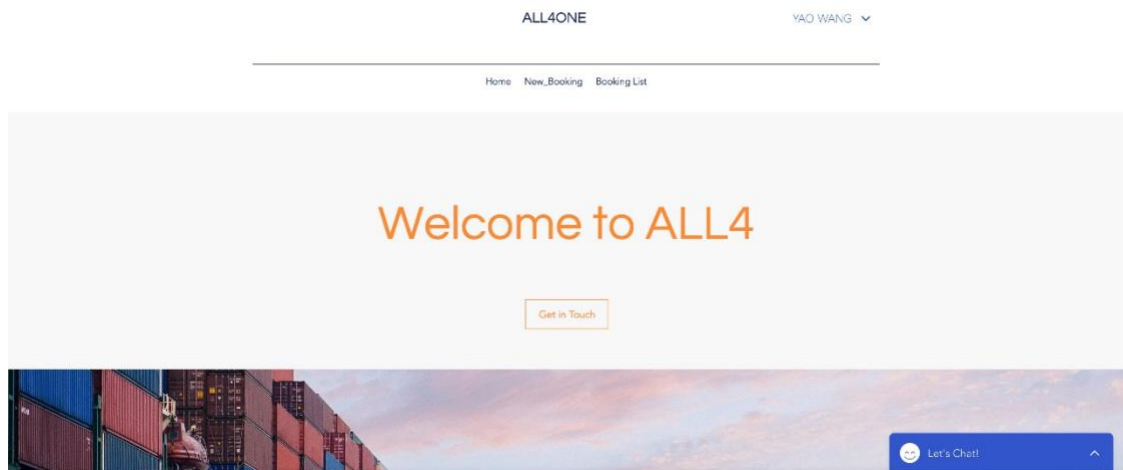 ALL4ONE
YAO WANG
Home New_Booking Booking List
Welcome to ALL4
Get in Touch
Let's Chat!